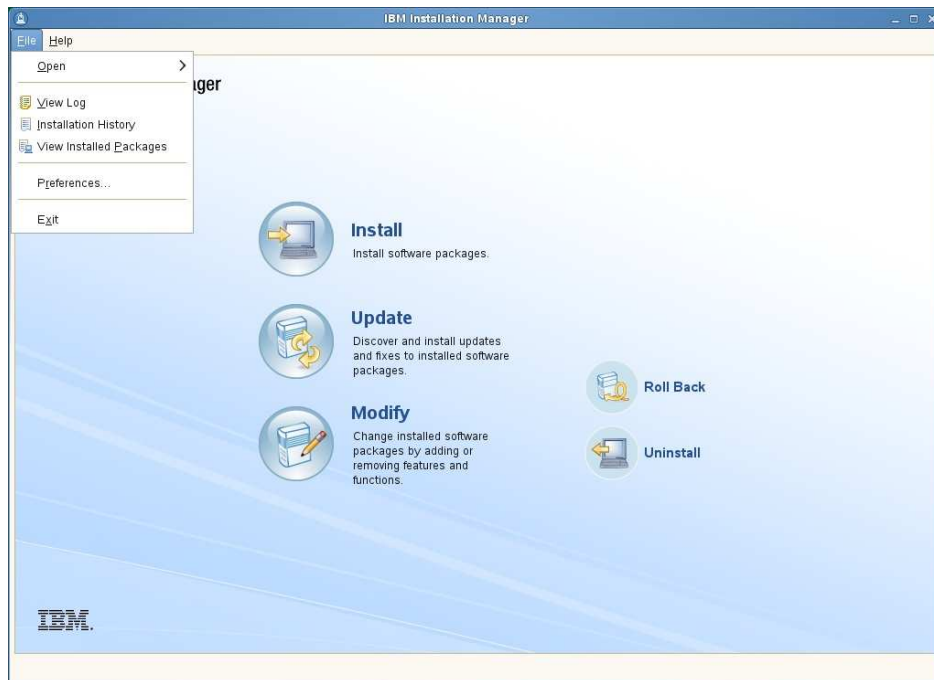 IBM Installation Manager
File Help
Open
ager
View Log
Installation History
View Installed Packages
Preferences...
Exit
Install
Install software packages.
Update
Discover and install updates
and fixes to installed software
packages.
Roll Back
Modify
Change installed software
packages by adding or
removing features and
functions.
Uninstall
IBM.